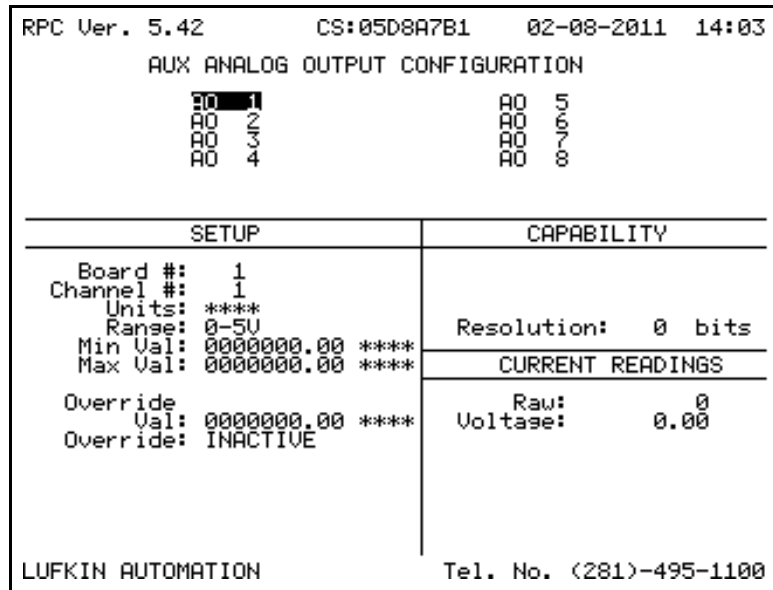 RPC Ver. 5.42 CS:05D8A7B1 02-08-2011 14:03
AUX ANALOG OUTPUT CONFIGURATION
AO 1 AO 5
AO 2 AO 6
AO 3 AO 7
AO 4 AO 8
SETUP CAPABILITY
Board #: 1
Channel #: 1
Units: ****
Range: 0-5V Resolution: 0 bits
Min Val: 0000000.00 ****
Max Val: 0000000.00 **** CURRENT READINGS
Override Raw: 0
Val: 0000000.00 **** Voltage: 0.00
Override: INACTIVE
LUFKIN AUTOMATION Tel. No. (281)-495-1100